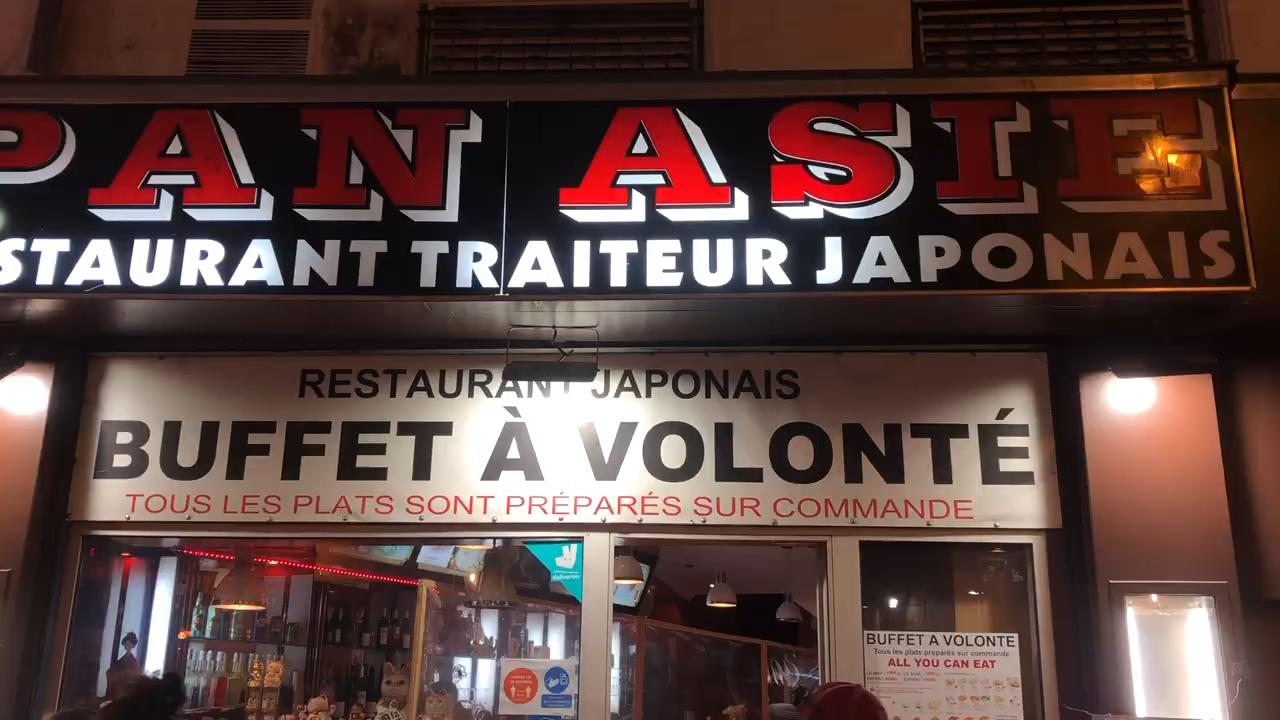 PAN ASIE
STAURANT TRAITEUR JAPONAIS
RESTAURANT JAPONAIS
BUFFET À VOLONTÉ
TOUS LES PLATS SONT PRÉPARÉS SUR COMMANDE
deliveroo
BUFFET A VOLONTE
Tous les plats préparés sur commande
ALL YOU CAN EAT